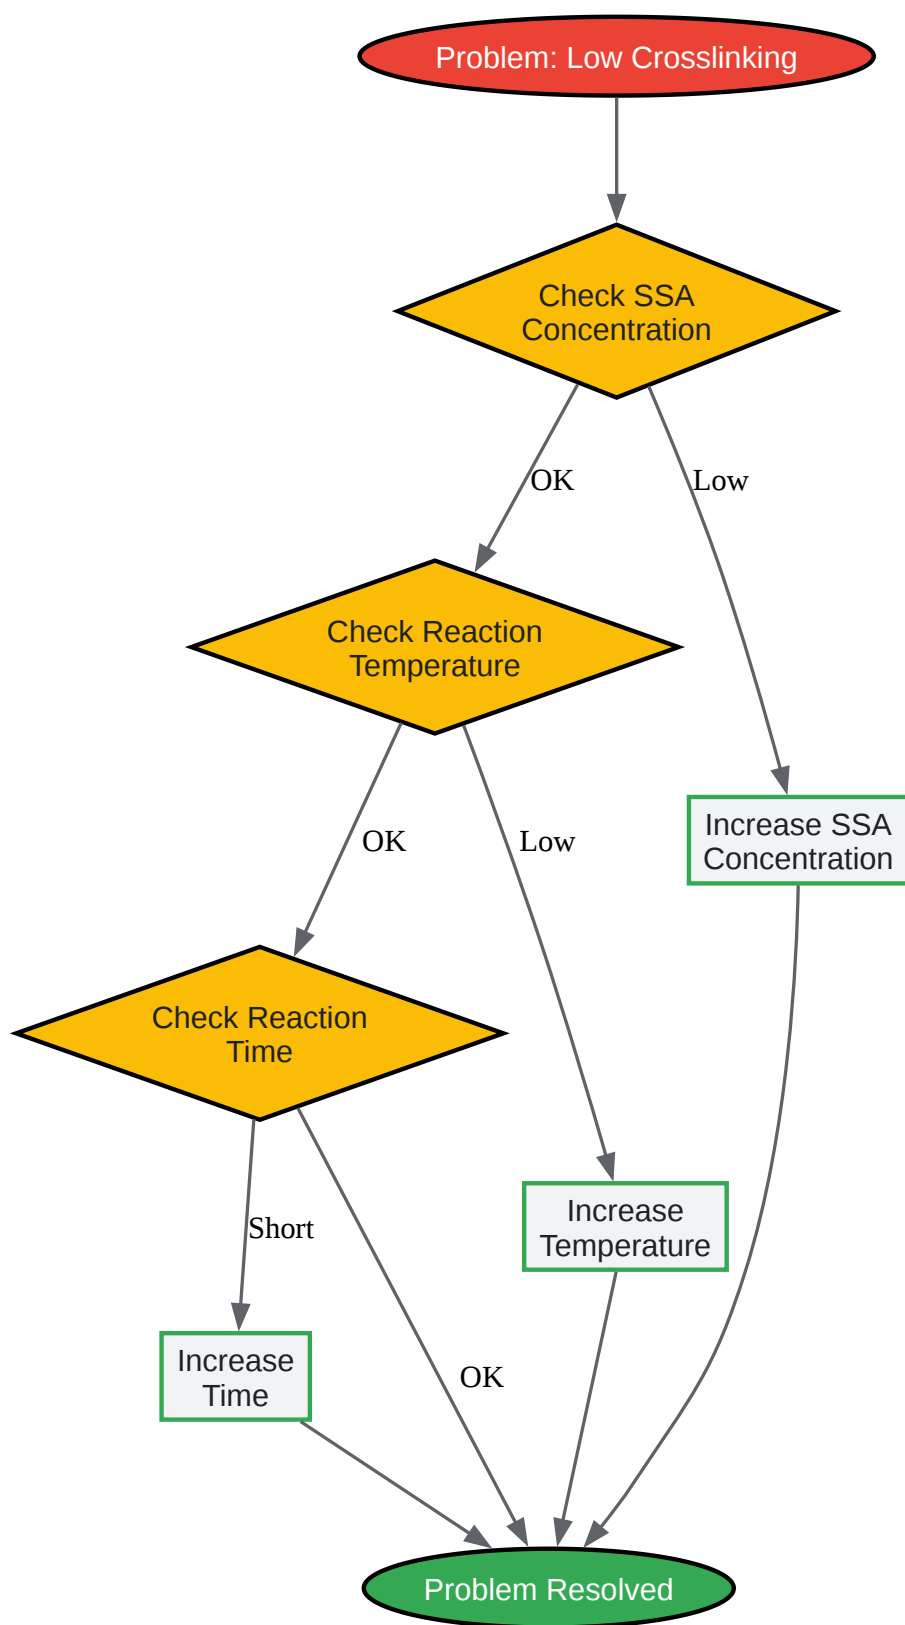 Problem: Low Crosslinking
Check SSA
Concentration
OK
Low
Check Reaction
Temperature
Increase SSA
Concentration
OK
Low
Check Reaction
Time
Increase
Temperature
Short
Increase
Time
OK
Problem Resolved